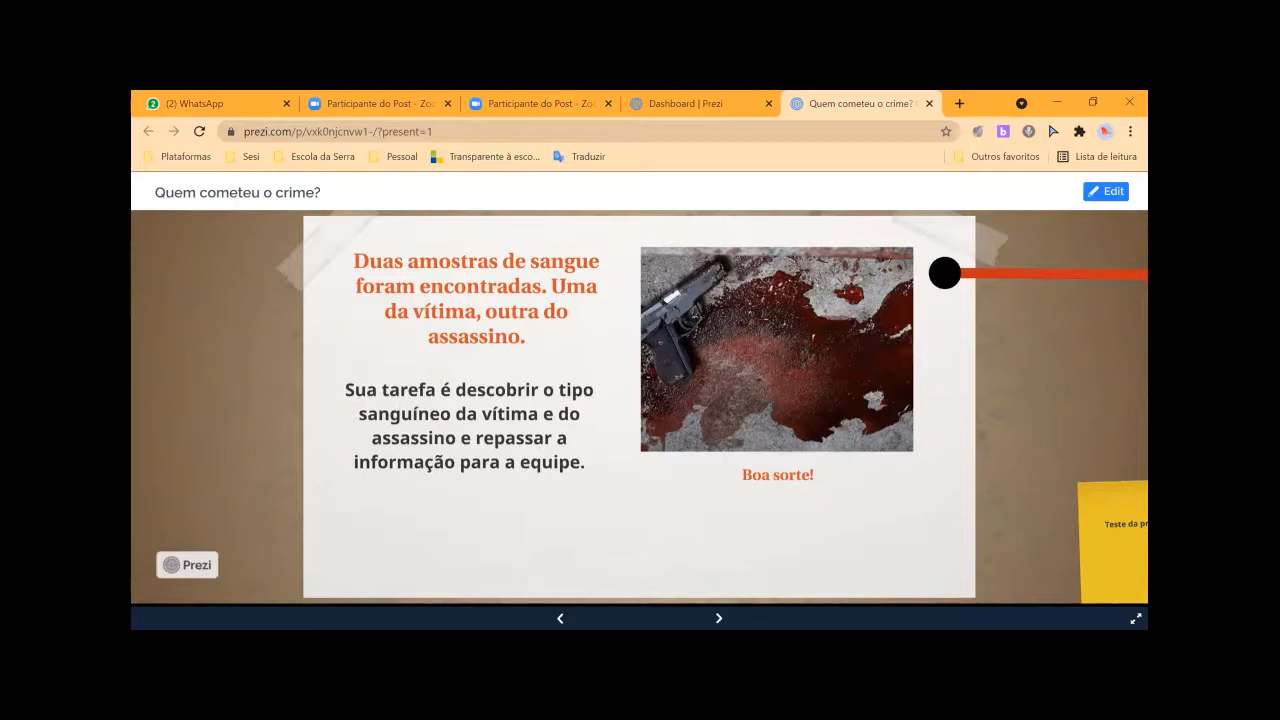 (2) WhatsApp
Participante do Post - Zoo
Participante do Post - Zoo
Dashboard | Prezi
Quem cometeu o crime?
prezi.com/p/vxk0njcnvw1-/?present=1
Plataformas
Sesi
Escola da Serra
Pessoal
Transparente à esco...
Traduzir
Outros favoritos
Lista de leitura
Quem cometeu o crime?
Edit
Duas amostras de sangue
foram encontradas. Uma
da vítima, outra do
assassino.
Sua tarefa é descobrir o tipo
sanguíneo da vítima e do
assassino e repassar a
informação para a equipe.
Boa sorte!
Teste da pr
Prezi